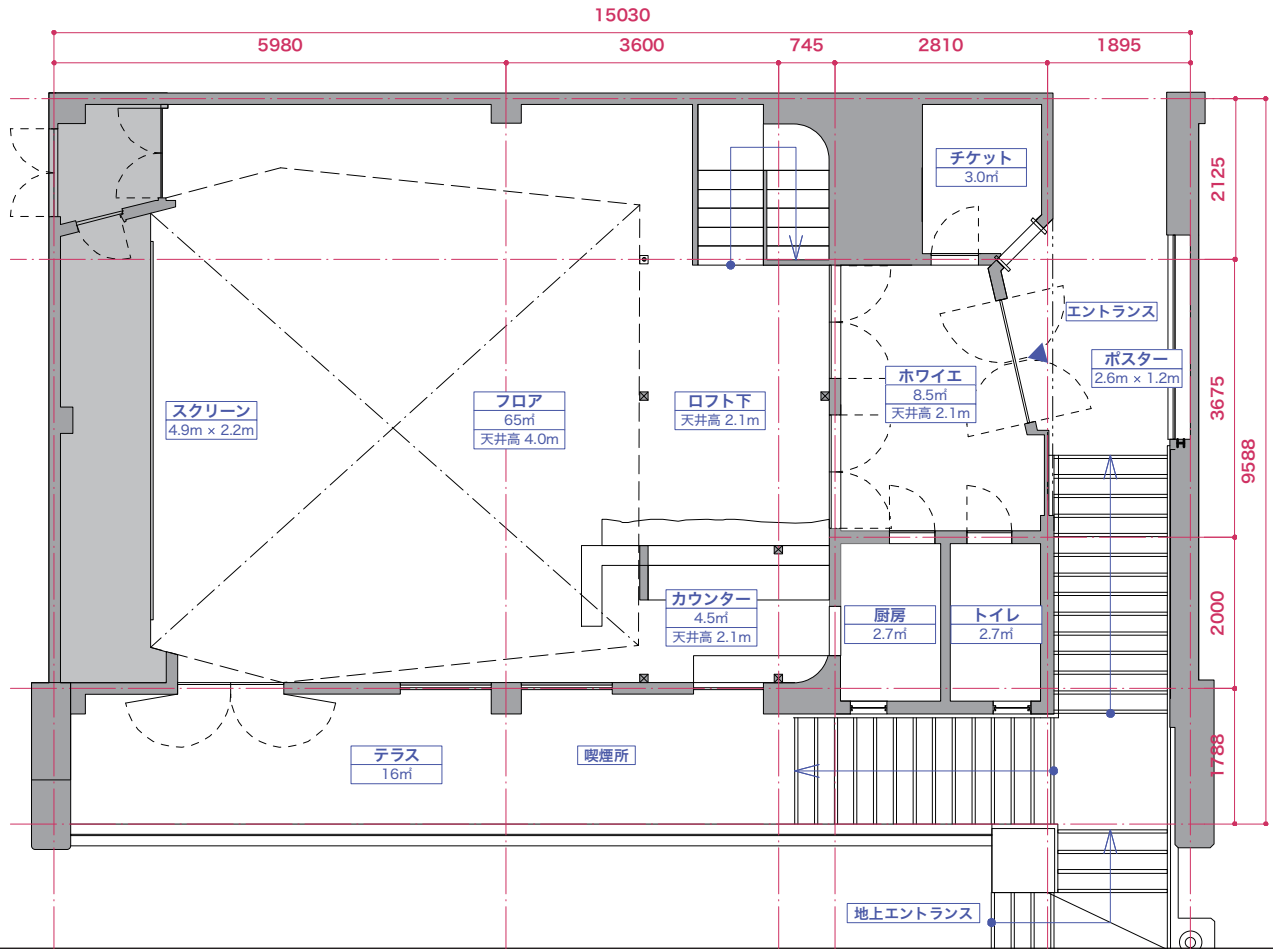 15030
5980
3600
745
2810
1895
チケット
3.0㎡
2125
エントランス
ポスター
2.6m × 1.2m
ホワイエ
8.5㎡
天井高 2.1m
フロア
65㎡
天井高 4.0m
ロフト下
天井高 2.1m
スクリーン
4.9m × 2.2m
3675
9588
カウンター
4.5㎡
天井高 2.1m
厨房
2.7㎡
トイレ
2.7㎡
2000
テラス
16㎡
喫煙所
1788
地上エントランス